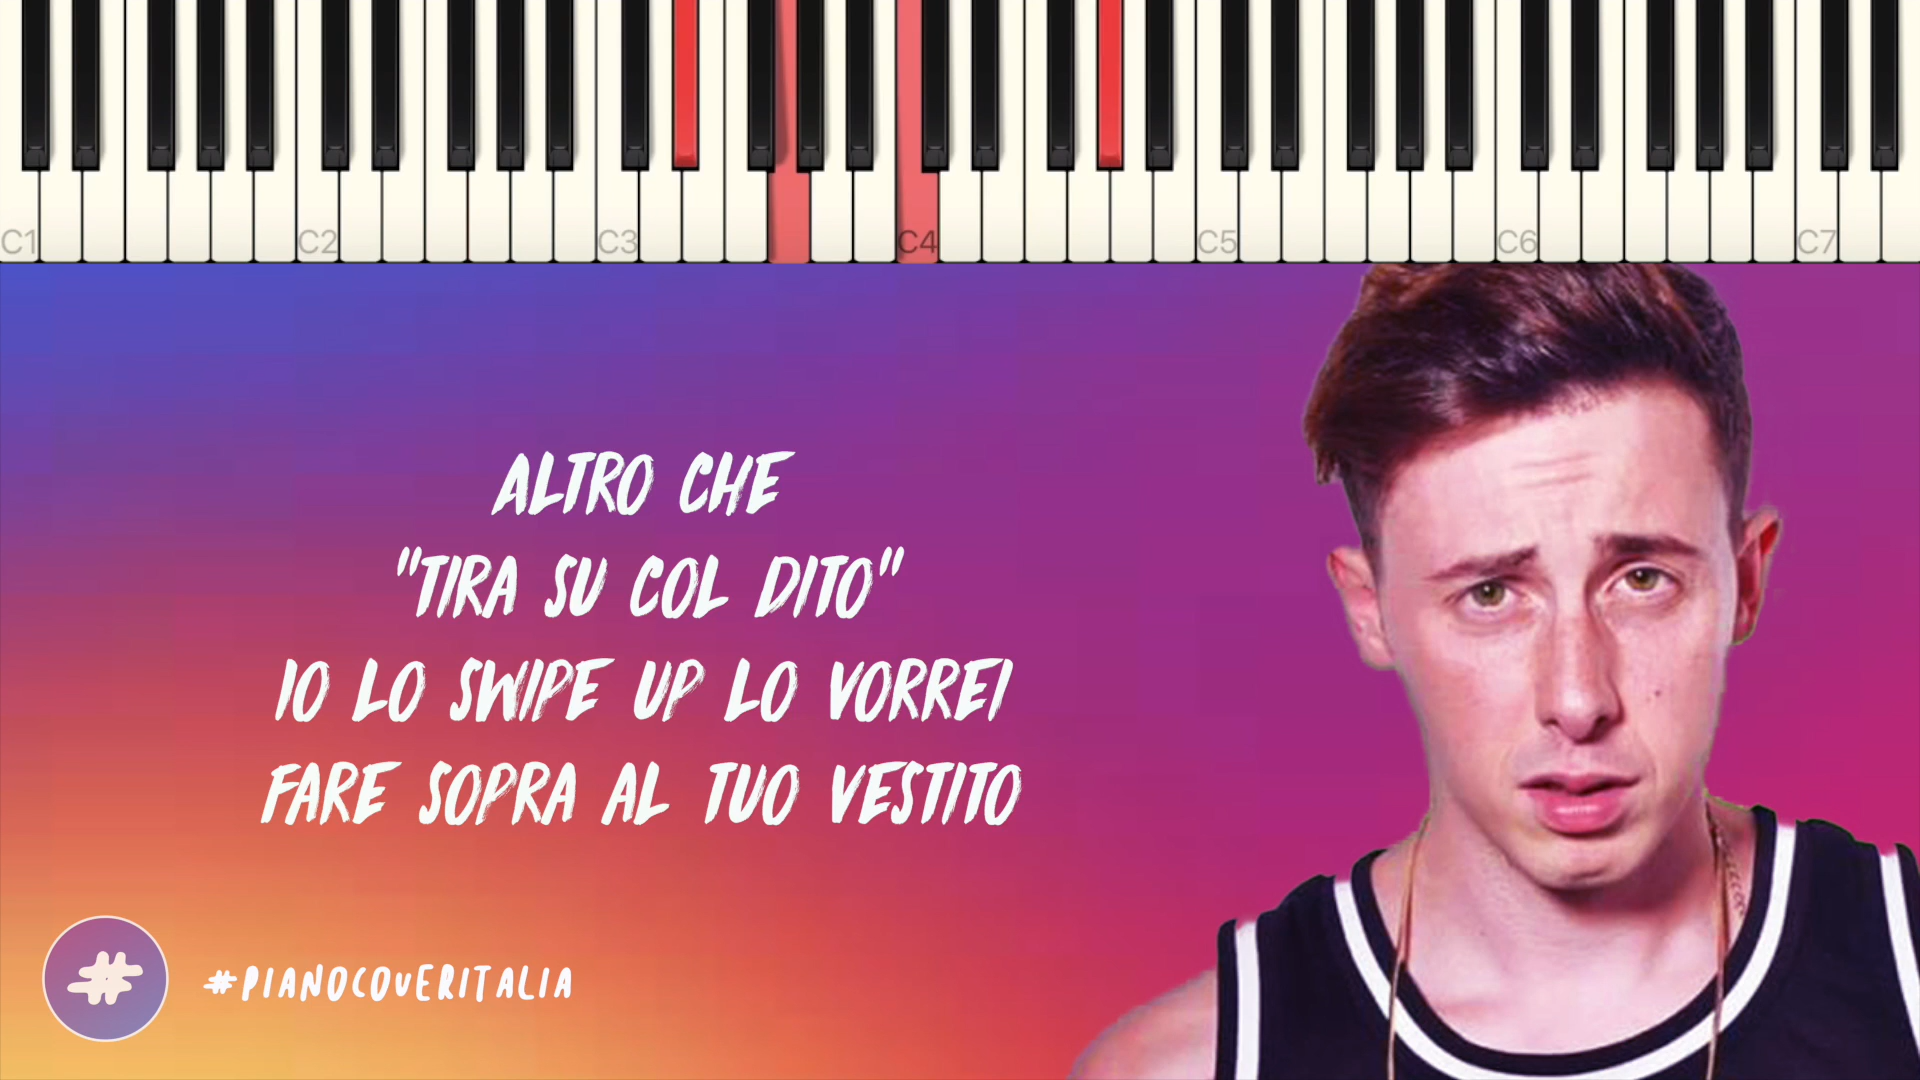 C1 C2 C3 C4 C5 C6 C7
ALTRO CHE
"TIRA SU COL DITO"
IO LO SWIPE UP LO VORREI
FARE SOPRA AL TUO VESTITO
# #PIANOCOVERITALIA